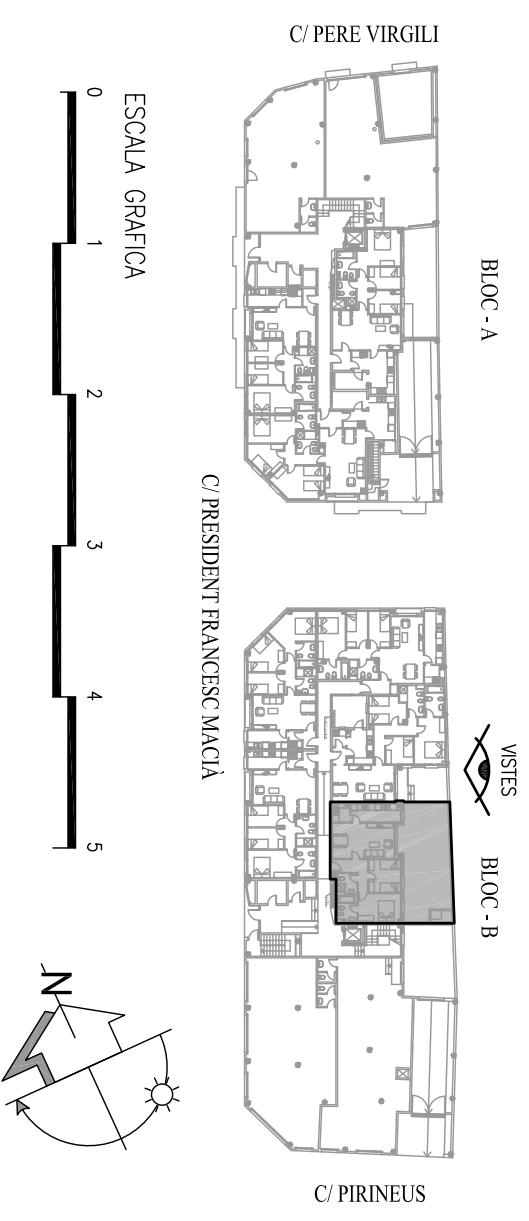 C/ PERE VIRGILI
ESCALA GRAFICA
0
1
2
3
4
5
BLOC - A
C/ PRESIDENT FRANCESC MACIÀ
VISTES
BLOC - B
N
C/ PIRINEUS